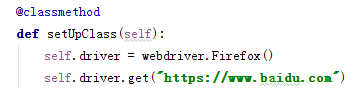 @classmethod
def setUpClass(self):
    self.driver = webdriver.Firefox()
    self.driver.get("https://www.baidu.com")